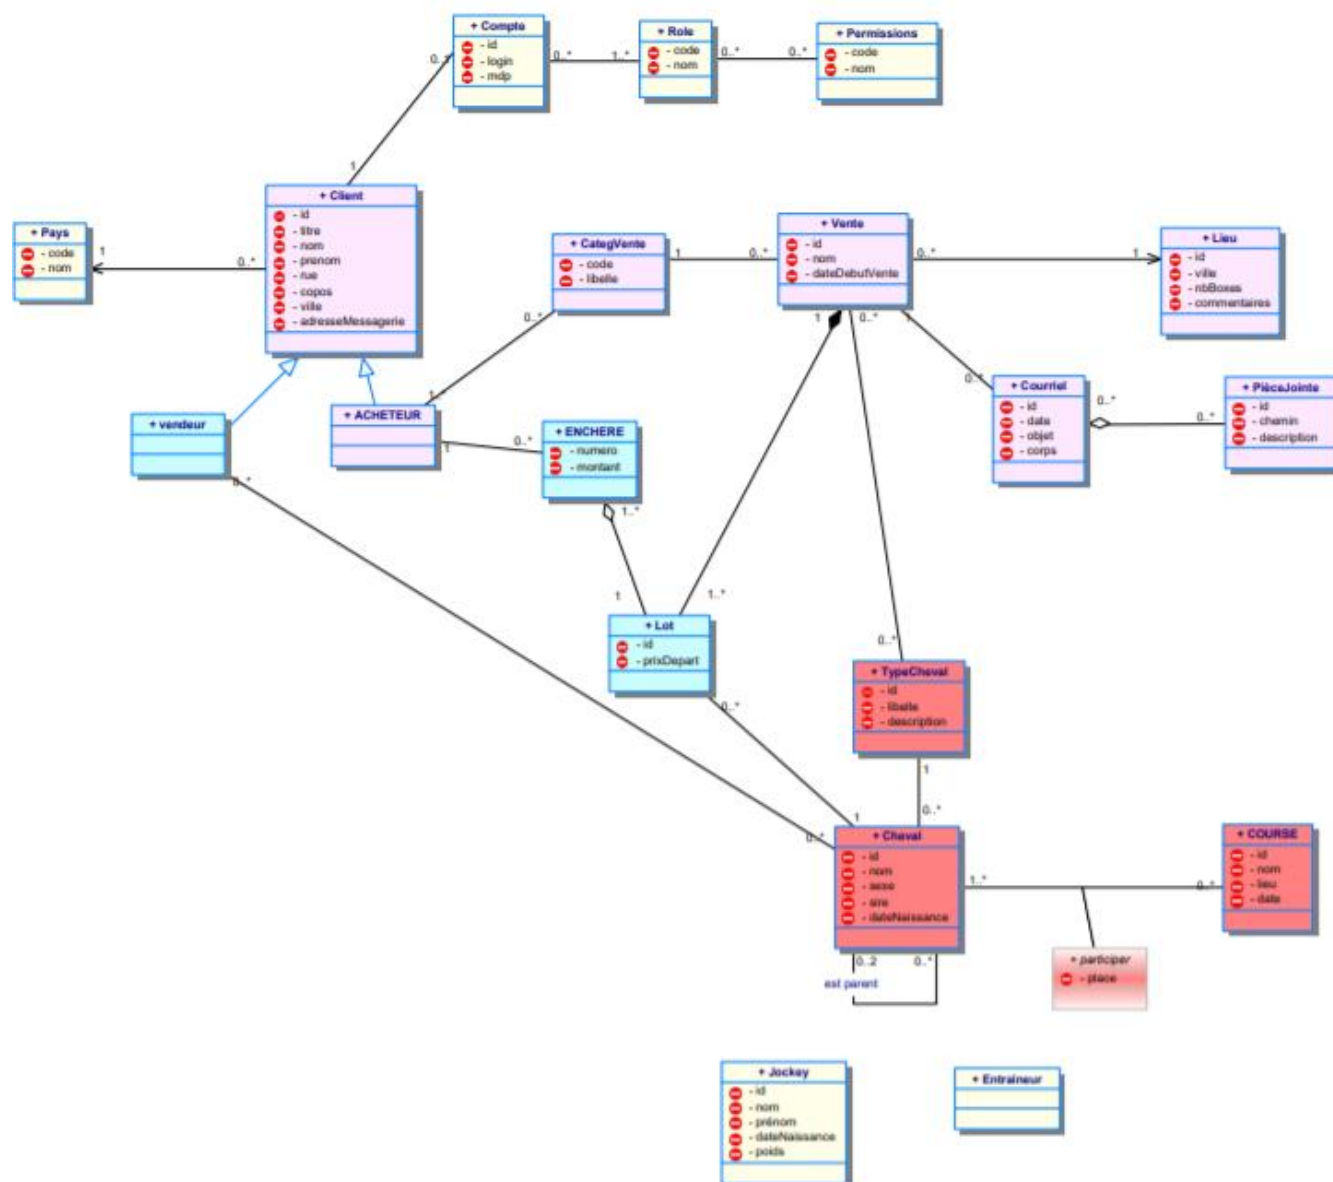 + Compte
- id
- login
- mdp
+ Role
- code
- nom
+ Permissions
- code
- nom
0..*
1..*
0..*
0..*
0..1
1
+ Client
- id
- titre
- nom
- prenom
- rue
- copos
- ville
- adresseMessagerie
+ Pays
- code
- nom
1
0..*
+ CategVente
- code
- libelle
1
0..*
+ Vente
- id
- nom
- dateDebutVente
0..*
1
+ Lieu
- id
- ville
- nbBoxes
- commentaires
0..*
1..*
1
0..*
1
0..*
+ Courriel
- id
- date
- objet
- corps
0..*
0..*
+ PièceJointe
- id
- chemin
- description
+ vendeur
0..*
+ ACHETEUR
1
0..*
+ ENCHERE
- numero
- montant
1..*
1
1..*
+ Lot
- id
- prixDepart
0..*
0..*
+ TypeCheval
- id
- libelle
- description
1
0..*
1
0..*
+ Cheval
- id
- nom
- sexe
- sire
- dateNaissance
1..*
0..*
+ COURSE
- id
- nom
- lieu
- date
0..2
0..*
est parent
+ participer
- place
+ Jockey
- id
- nom
- prénom
- dateNaissance
- poids
+ Entraineur